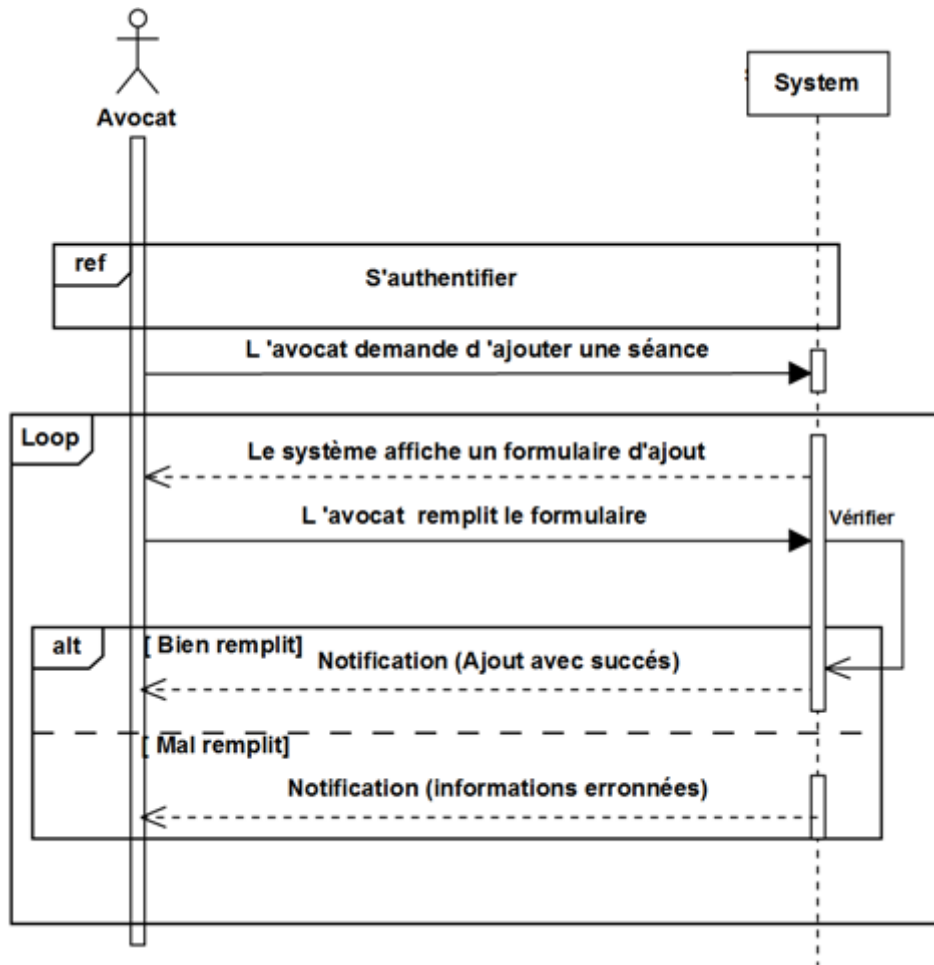 System
Avocat
ref
S'authentifier
L 'avocat demande d 'ajouter une séance
Loop
Le système affiche un formulaire d'ajout
L 'avocat remplit le formulaire
Vérifier
alt
[ Bien remplit]
Notification (Ajout avec succés)
[ Mal remplit]
Notification (informations erronnées)